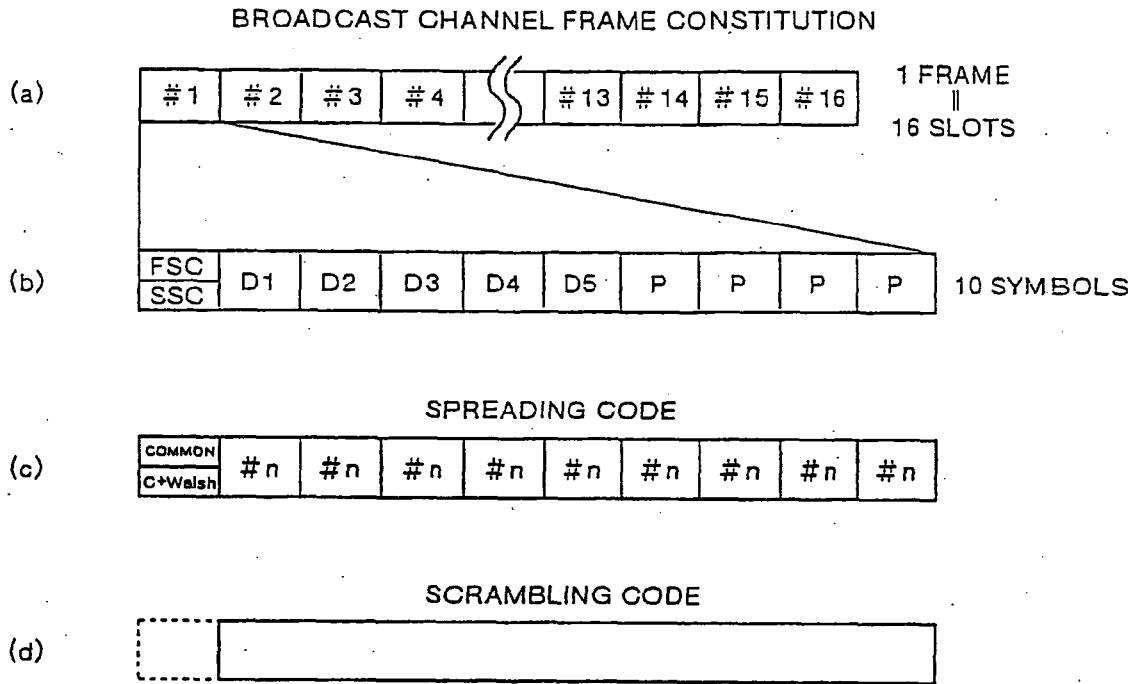 BROADCAST CHANNEL FRAME CONSTITUTION
(a) #1 #2 #3 #4 #13 #14 #15 #16 1 FRAME
||
16 SLOTS
(b) FSC SSC D1 D2 D3 D4 D5 P P P P 10 SYMBOLS
SPREADING CODE
(c) COMMON C+Walsh #n #n #n #n #n #n #n #n #n
SCRAMBLING CODE
(d)